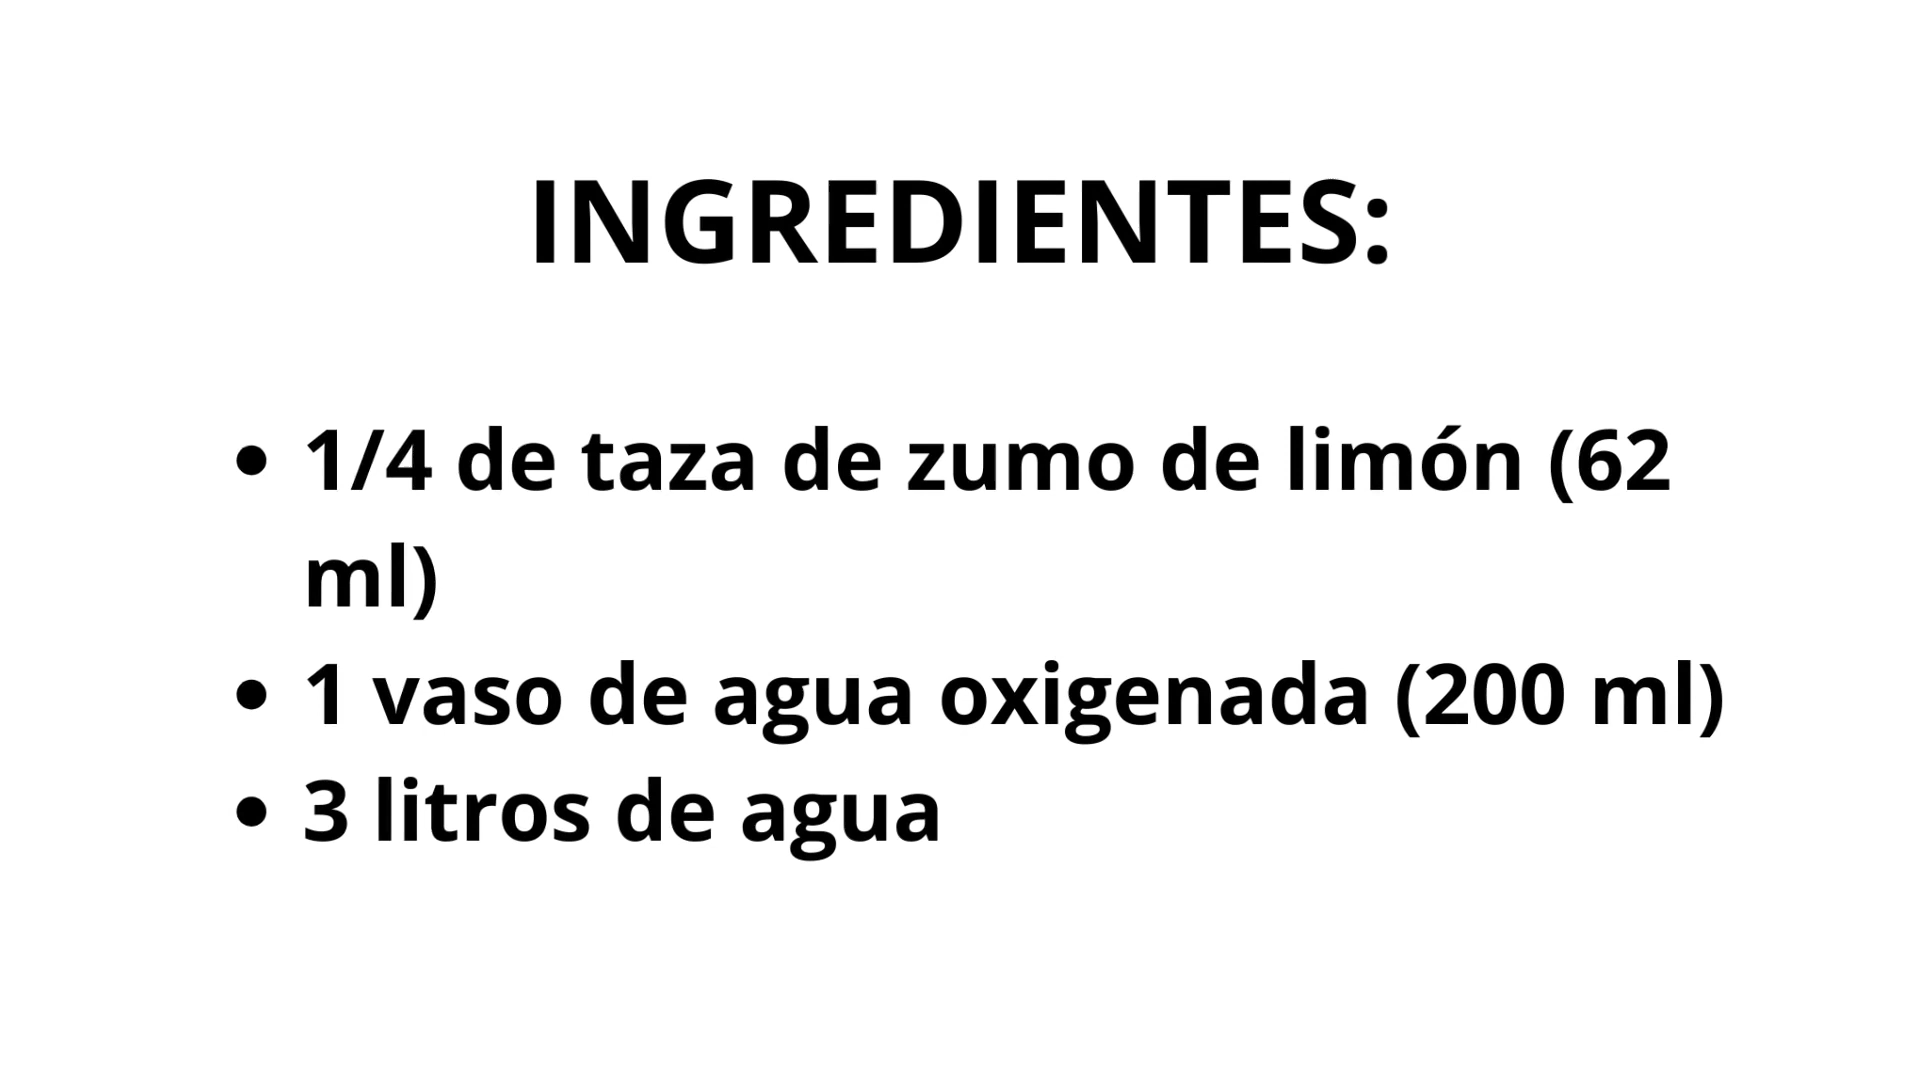 INGREDIENTES:
• 1/4 de taza de zumo de limón (62
ml)
• 1 vaso de agua oxigenada (200 ml)
• 3 litros de agua